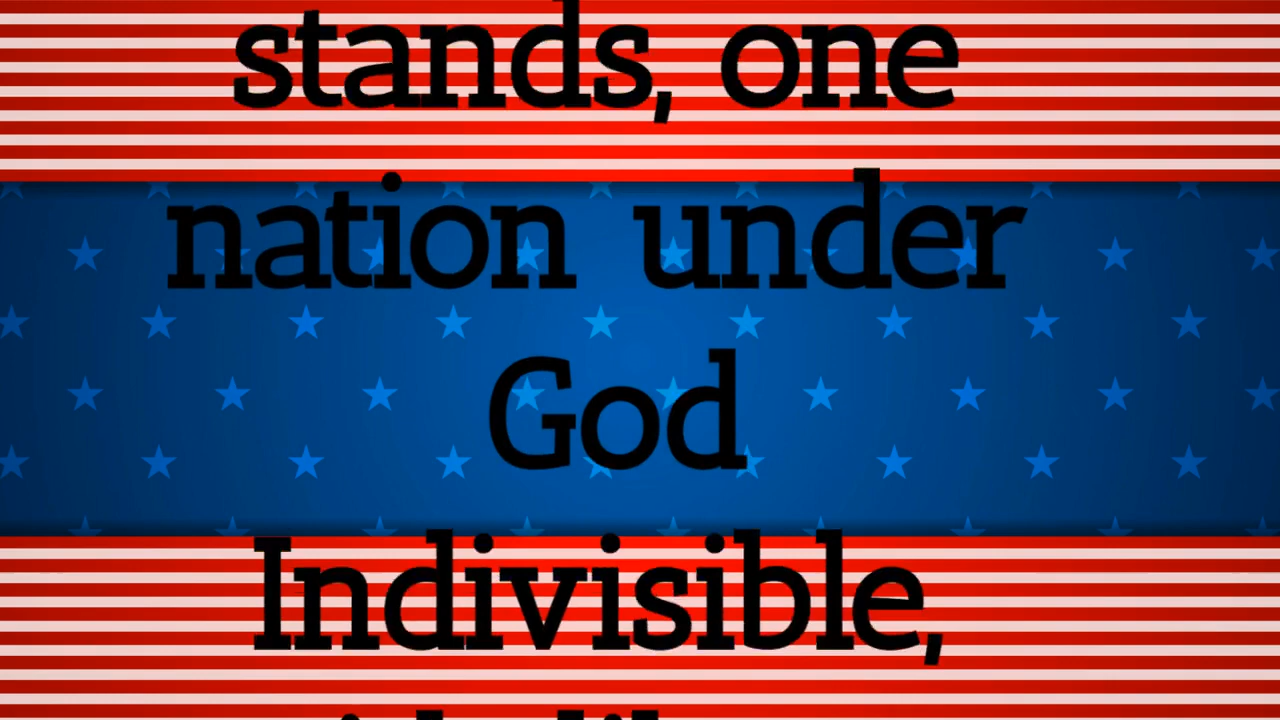 stands, one
nation under
God
Indivisible,